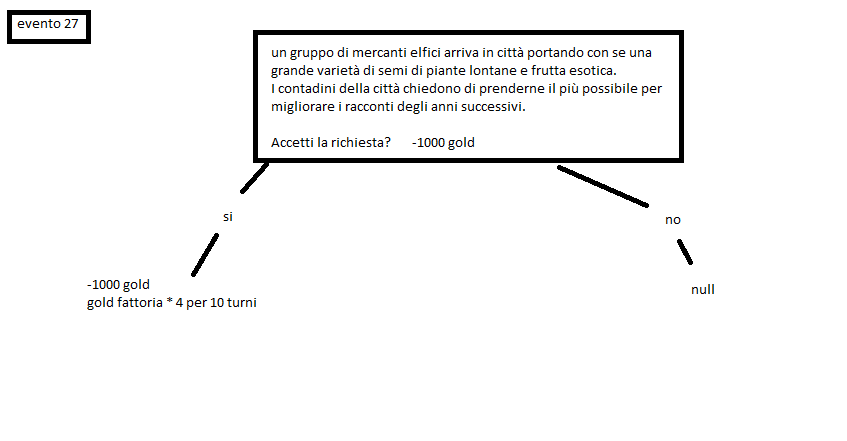 evento 27
un gruppo di mercanti elfici arriva in città portando con se una
grande varietà di semi di piante lontane e frutta esotica.
I contadini della città chiedono di prenderne il più possibile per
migliorare i racconti degli anni successivi.
Accetti la richiesta? -1000 gold
si
no
-1000 gold
gold fattoria * 4 per 10 turni
null